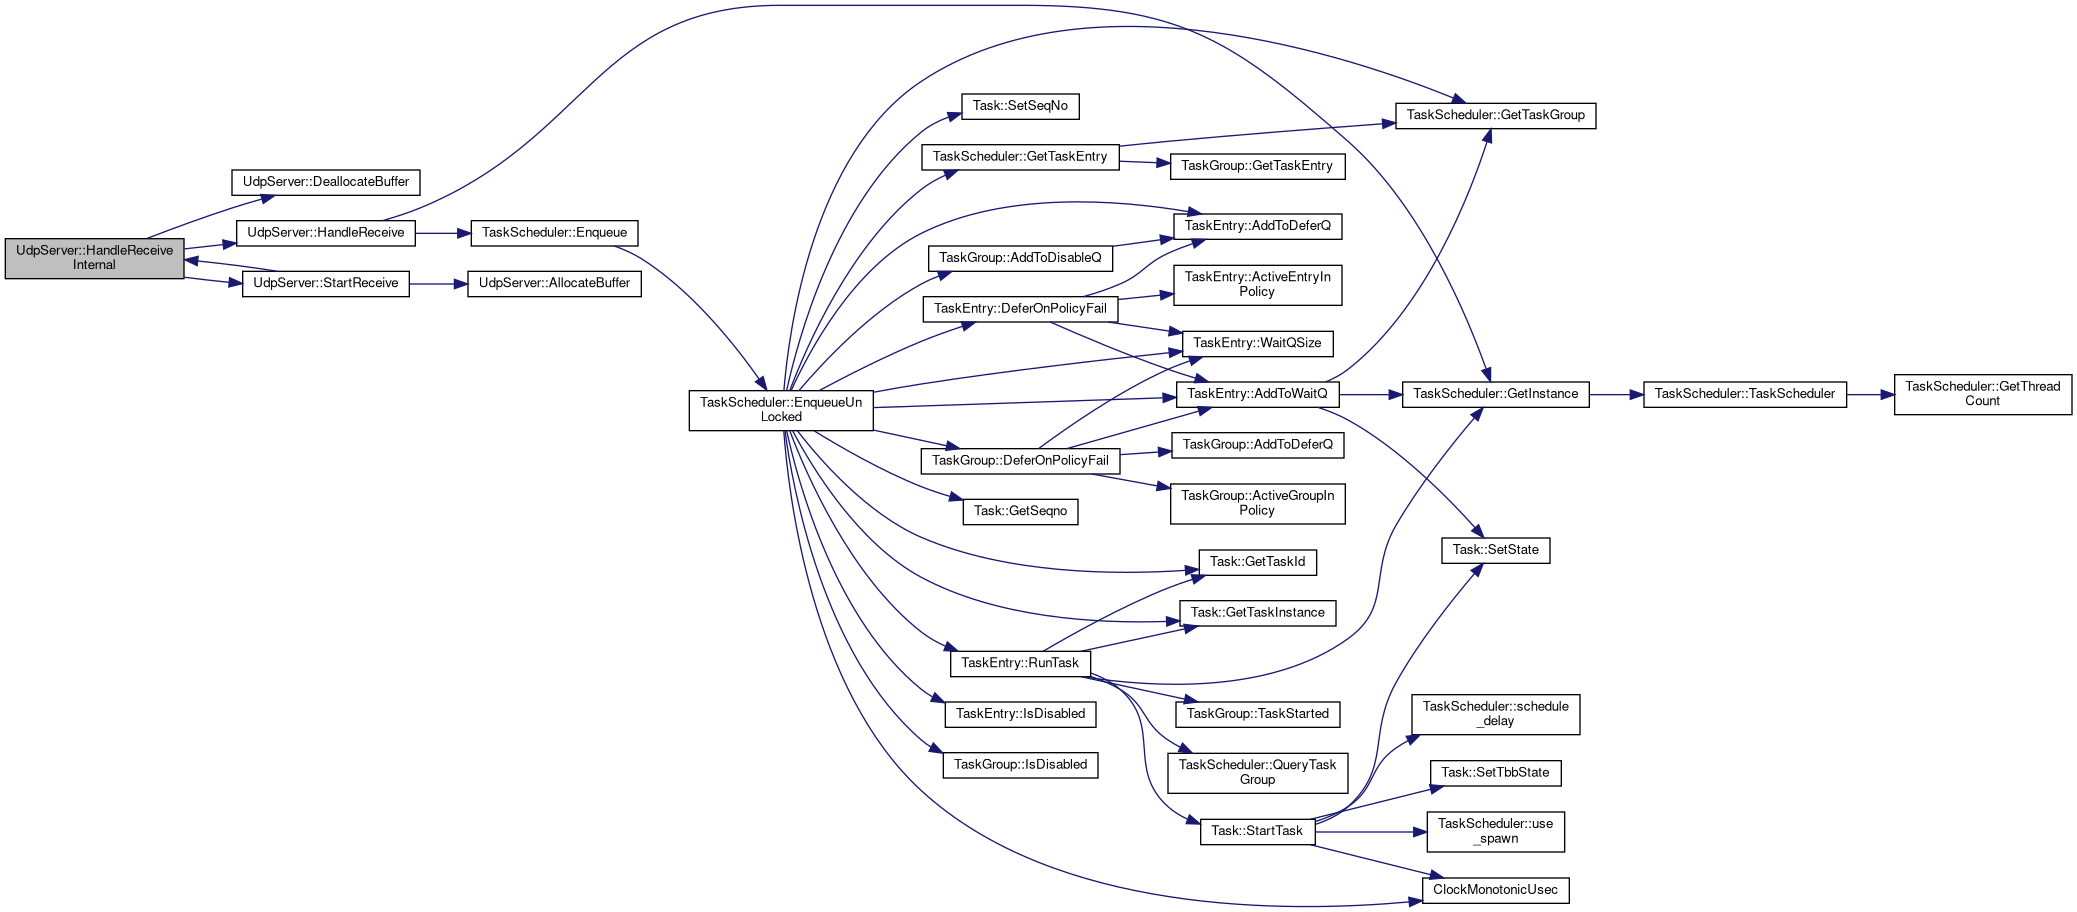 UdpServer::HandleReceive
Internal
UdpServer::DeallocateBuffer
UdpServer::HandleReceive
UdpServer::StartReceive
TaskScheduler::Enqueue
UdpServer::AllocateBuffer
TaskScheduler::EnqueueUn
Locked
Task::SetSeqNo
TaskScheduler::GetTaskEntry
TaskGroup::AddToDisableQ
TaskEntry::DeferOnPolicyFail
TaskGroup::DeferOnPolicyFail
Task::GetSeqno
TaskEntry::RunTask
TaskEntry::IsDisabled
TaskGroup::IsDisabled
TaskGroup::GetTaskEntry
TaskEntry::AddToDeferQ
TaskEntry::ActiveEntryIn
Policy
TaskEntry::WaitQSize
TaskEntry::AddToWaitQ
TaskGroup::AddToDeferQ
TaskGroup::ActiveGroupIn
Policy
Task::GetTaskId
Task::GetTaskInstance
TaskGroup::TaskStarted
TaskScheduler::QueryTask
Group
Task::StartTask
TaskScheduler::GetTaskGroup
TaskScheduler::GetInstance
Task::SetState
TaskScheduler::schedule
_delay
Task::SetTbbState
TaskScheduler::use
_spawn
ClockMonotonicUsec
TaskScheduler::TaskScheduler
TaskScheduler::GetThread
Count